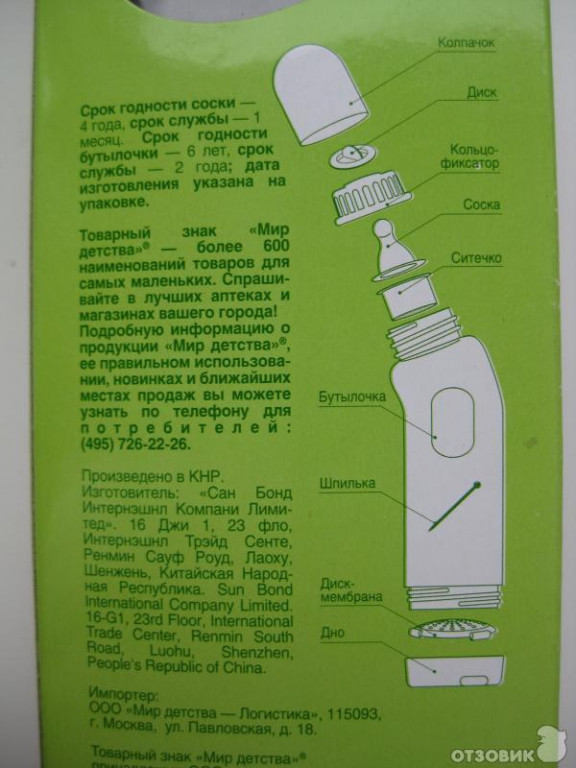 Срок годности соски —
4 года, срок службы — 1
месяц. Срок годности
бутылочки — 6 лет, срок
службы — 2 года; дата
изготовления указана на
упаковке.
Товарный знак «Мир
детства»® — более 600
наименований товаров для
самых маленьких. Спраши-
вайте в лучших аптеках и
магазинах вашего города!
Подробную информацию о
продукции «Мир детства»®,
ее правильном использова-
нии, новинках и ближайших
местах продаж вы можете
узнать по телефону для
потребителей:
(495) 726-22-26.
Произведено в КНР.
Изготовитель: «Сан Бонд
Интернэшнл Компани Лими-
тед». 16 Джи 1, 23 фло,
Интернэшнл Трэйд Сенте,
Ренмин Сауф Роуд, Лаоху,
Шенжень, Китайская Народ-
ная Республика. Sun Bond
International Company Limited.
16-G1, 23rd Floor, International
Trade Center, Renmin South
Road, Luohu, Shenzhen,
People's Republic of China.
Импортер:
ООО «Мир детства — Логистика», 115093,
г. Москва, ул. Павловская, д. 18.
Товарный знак «Мир детства»®
Колпачок
Диск
Кольцо-
фиксатор
Соска
Ситечко
Бутылочка
Шпилька
Диск-
мембрана
Дно
отзовик